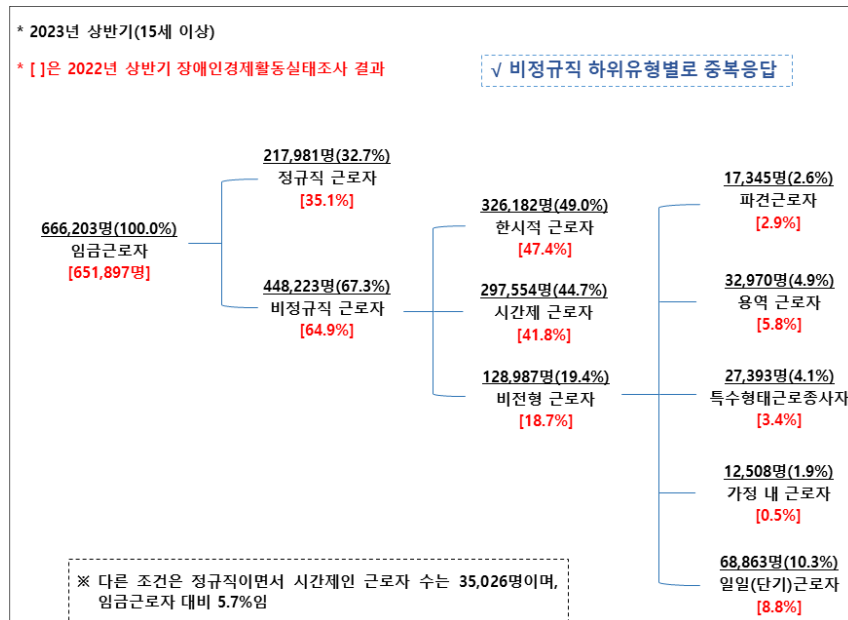 * 2023년 상반기(15세 이상)
* [ ]은 2022년 상반기 장애인경제활동실태조사 결과
√ 비정규직 하위유형별로 중복응답
666,203명(100.0%)
임금근로자
[651,897명]
217,981명(32.7%)
정규직 근로자
[35.1%]
448,223명(67.3%)
비정규직 근로자
[64.9%]
326,182명(49.0%)
한시적 근로자
[47.4%]
297,554명(44.7%)
시간제 근로자
[41.8%]
128,987명(19.4%)
비전형 근로자
[18.7%]
17,345명(2.6%)
파견근로자
[2.9%]
32,970명(4.9%)
용역 근로자
[5.8%]
27,393명(4.1%)
특수형태근로종사자
[3.4%]
12,508명(1.9%)
가정 내 근로자
[0.5%]
68,863명(10.3%)
일일(단기)근로자
[8.8%]
※ 다른 조건은 정규직이면서 시간제인 근로자 수는 35,026명이며,
임금근로자 대비 5.7%임